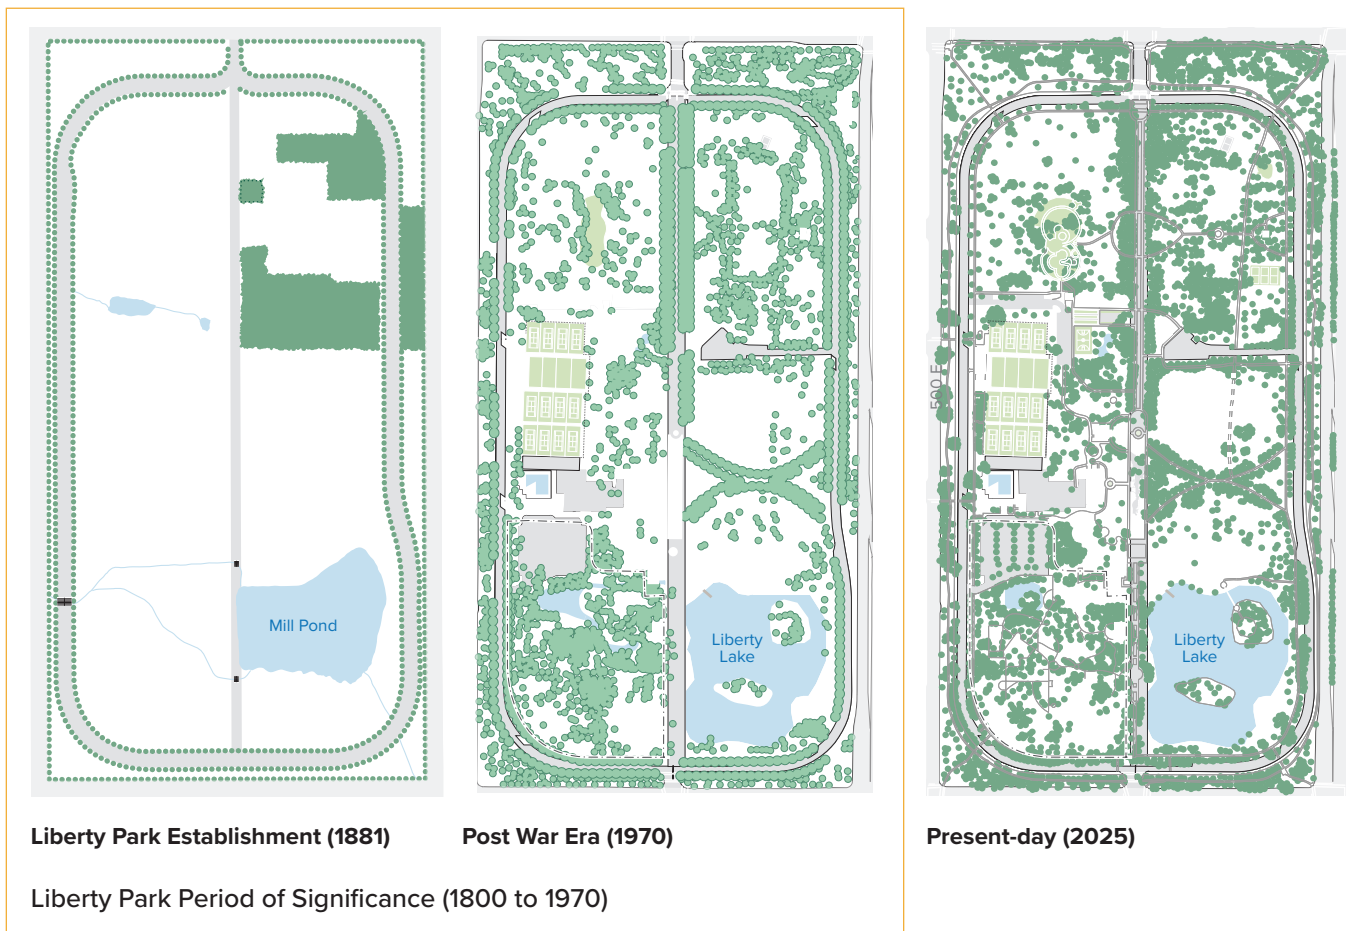 Mill Pond
Liberty
Lake
500 E
Liberty
Lake
Liberty Park Establishment (1881)
Post War Era (1970)
Present-day (2025)
Liberty Park Period of Significance (1800 to 1970)